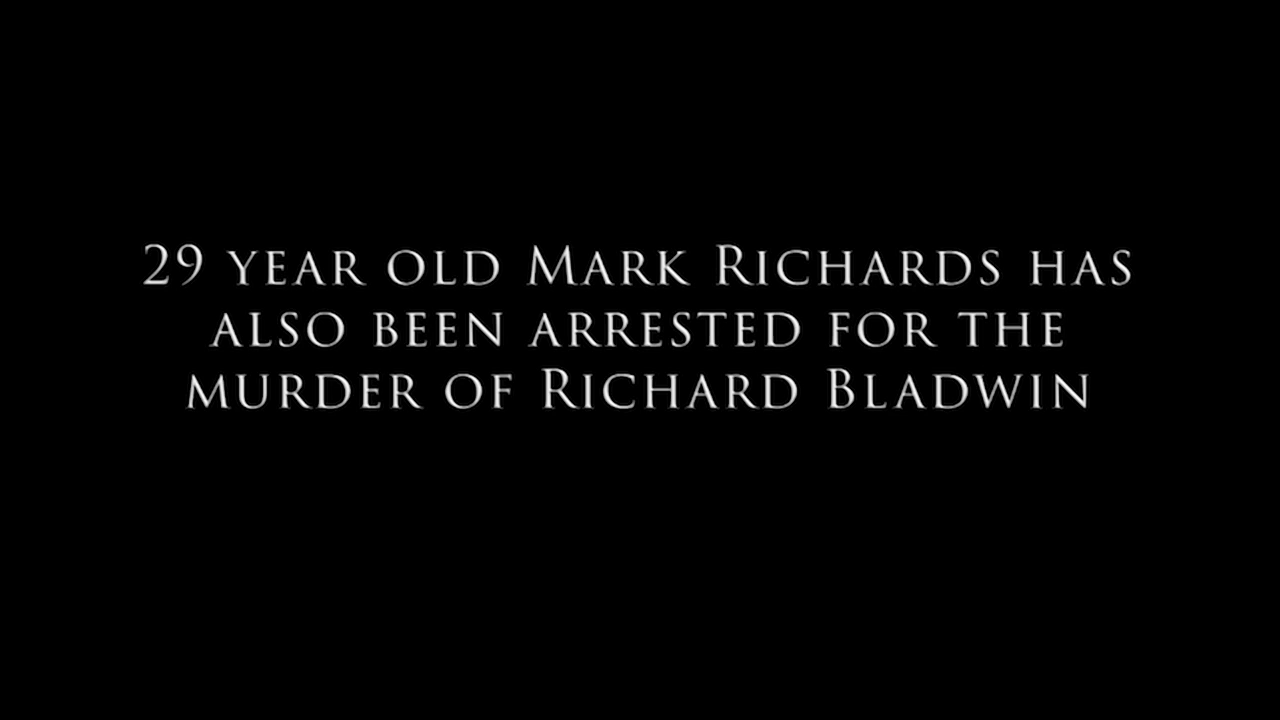 29 year old Mark Richards has
also been arrested for the
murder of Richard Bladwin